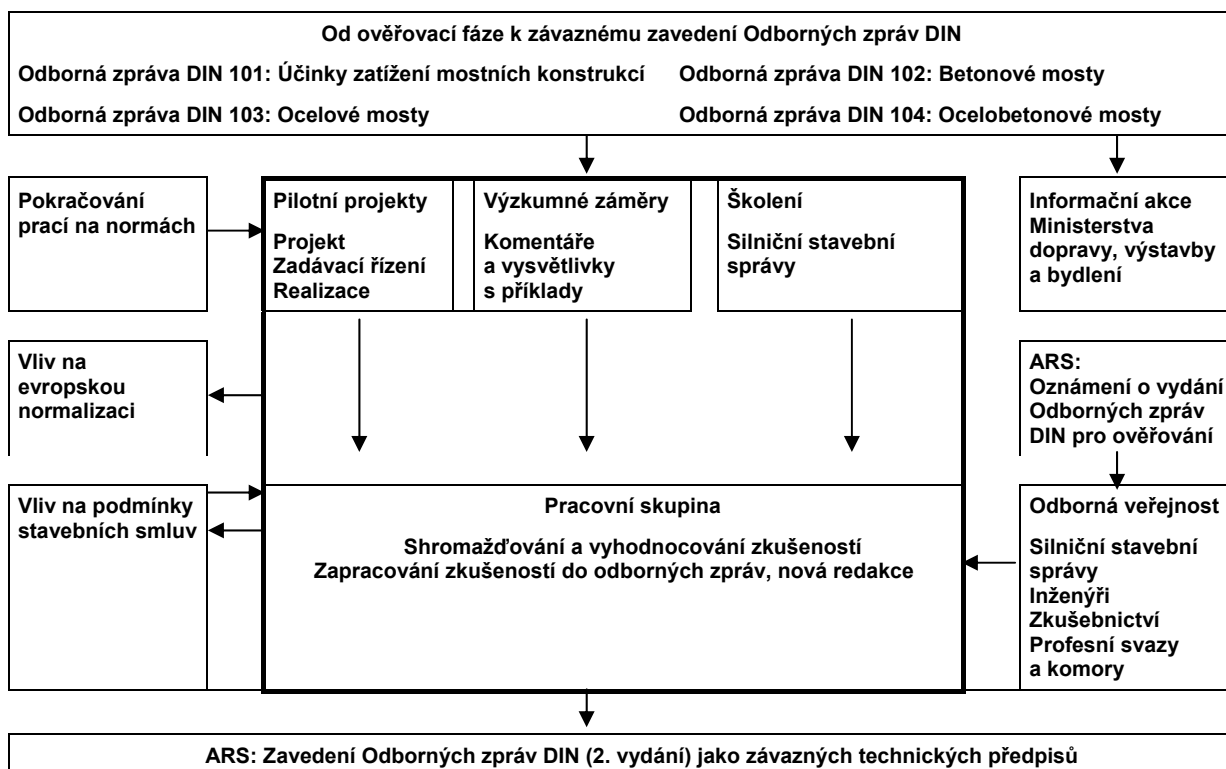 Od ověřovací fáze k závaznému zavedení Odborných zpráv DIN
Odborná zpráva DIN 101: Účinky zatížení mostních konstrukcí
Odborná zpráva DIN 102: Betonové mosty
Odborná zpráva DIN 103: Ocelové mosty
Odborná zpráva DIN 104: Ocelobetonové mosty
Pokračování
prací na normách
Pilotní projekty
Projekt
Zadávací řízení
Realizace
Výzkumné záměry
Komentáře
a vysvětlivky
s příklady
Školení
Silniční stavební
správy
Informační akce
Ministerstva
dopravy, výstavby
a bydlení
Vliv na
evropskou
normalizaci
ARS:
Oznámení o vydání
Odborných zpráv
DIN pro ověřování
Vliv na podmínky
stavebních smluv
Pracovní skupina
Shromažďování a vyhodnocování zkušeností
Zapracování zkušeností do odborných zpráv, nová redakce
Odborná veřejnost
Silniční stavební
správy
Inženýři
Zkušebnictví
Profesní svazy
a komory
ARS: Zavedení Odborných zpráv DIN (2. vydání) jako závazných technických předpisů